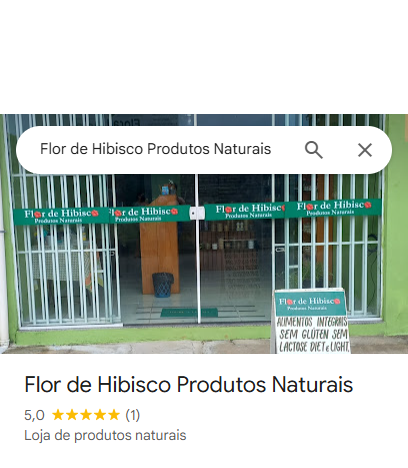 Flor de Hibisco Produtos Naturais
Flor de Hibisco
Produtos Naturais
Flor de Hibisco
Produtos Naturais
Flor de Hibisco
Produtos Naturais
Flor de Hibisco
Produtos Naturais
Flor de Hibisco
Produtos Naturais
ALIMENTOS INTEGRAIS
SEM GLÚTEN SEM
LACTOSE DIET e LIGHT.
Flor de Hibisco Produtos Naturais
5,0 ★★★★★ (1)
Loja de produtos naturais